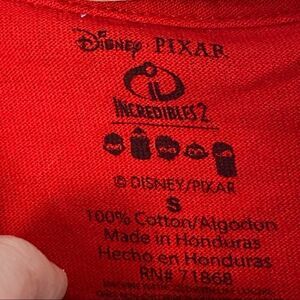 Disney PIXAR
INCREDIBLES 2
© DISNEY/PIXAR
S
100% Cotton/Algodon
Made in Honduras
Hecho en Honduras
RN# 71868